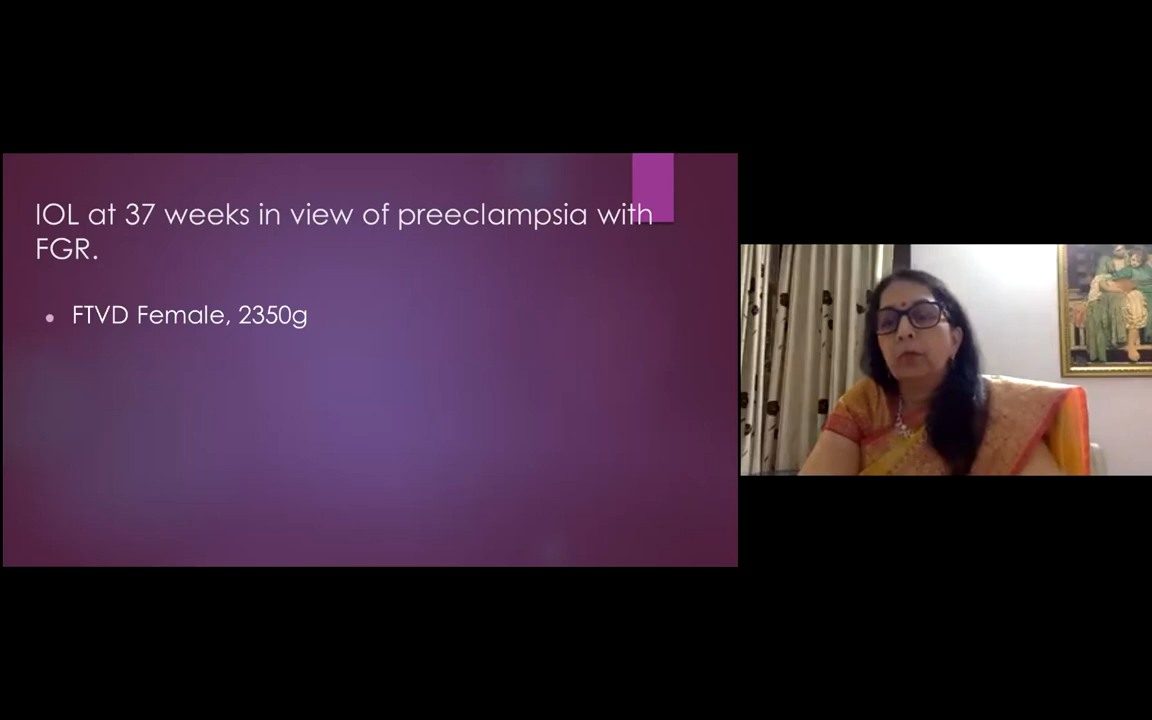 IOL at 37 weeks in view of preeclampsia with
FGR.
FTVD Female, 2350g